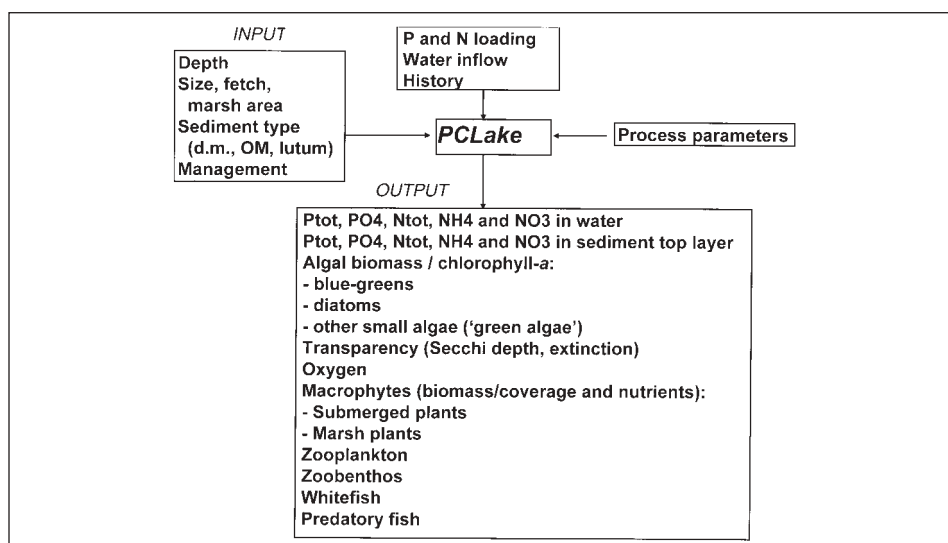 INPUT
Depth
Size, fetch,
marsh area
Sediment type
(d.m., OM, lutum)
Management
P and N loading
Water inflow
History
PCLake
Process parameters
OUTPUT
Ptot, PO4, Ntot, NH4 and NO3 in water
Ptot, PO4, Ntot, NH4 and NO3 in sediment top layer
Algal biomass / chlorophyll-a:
- blue-greens
- diatoms
- other small algae (‘green algae’)
Transparency (Secchi depth, extinction)
Oxygen
Macrophytes (biomass/coverage and nutrients):
- Submerged plants
- Marsh plants
Zooplankton
Zoobenthos
Whitefish
Predatory fish